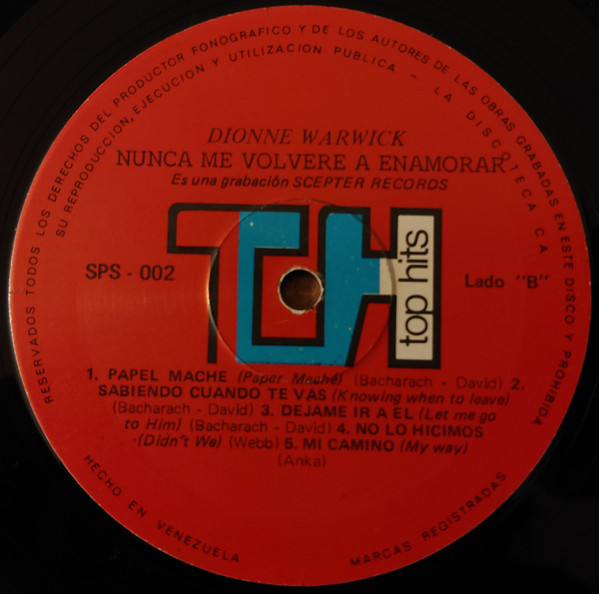 RESERVADOS TODOS LOS DERECHOS DEL PRODUCTOR FONOGRAFICO Y DE LOS AUTORES DE LAS OBRAS GRABADAS EN ESTE DISCO Y PROHIBIDA
SU REPRODUCCION, EJECUCION Y UTILIZACION PUBLICA - LA DISCOTECA C.A.
DIONNE WARWICK
NUNCA ME VOLVERE A ENAMORAR
Es una grabación SCEPTER RECORDS
TH
top hits
SPS - 002
Lado "B"
1. PAPEL MACHE (Paper Maché) (Bacharach - David) 2.
SABIENDO CUANDO TE VAS (Knowing when to leave)
(Bacharach - David) 3. DEJAME IR A EL (Let me go
to Him) (Bacharach - David) 4. NO LO HICIMOS
(Didn't We) (Webb) 5. MI CAMINO (My way)
(Anka)
HECHO EN VENEZUELA
MARCAS REGISTRADAS